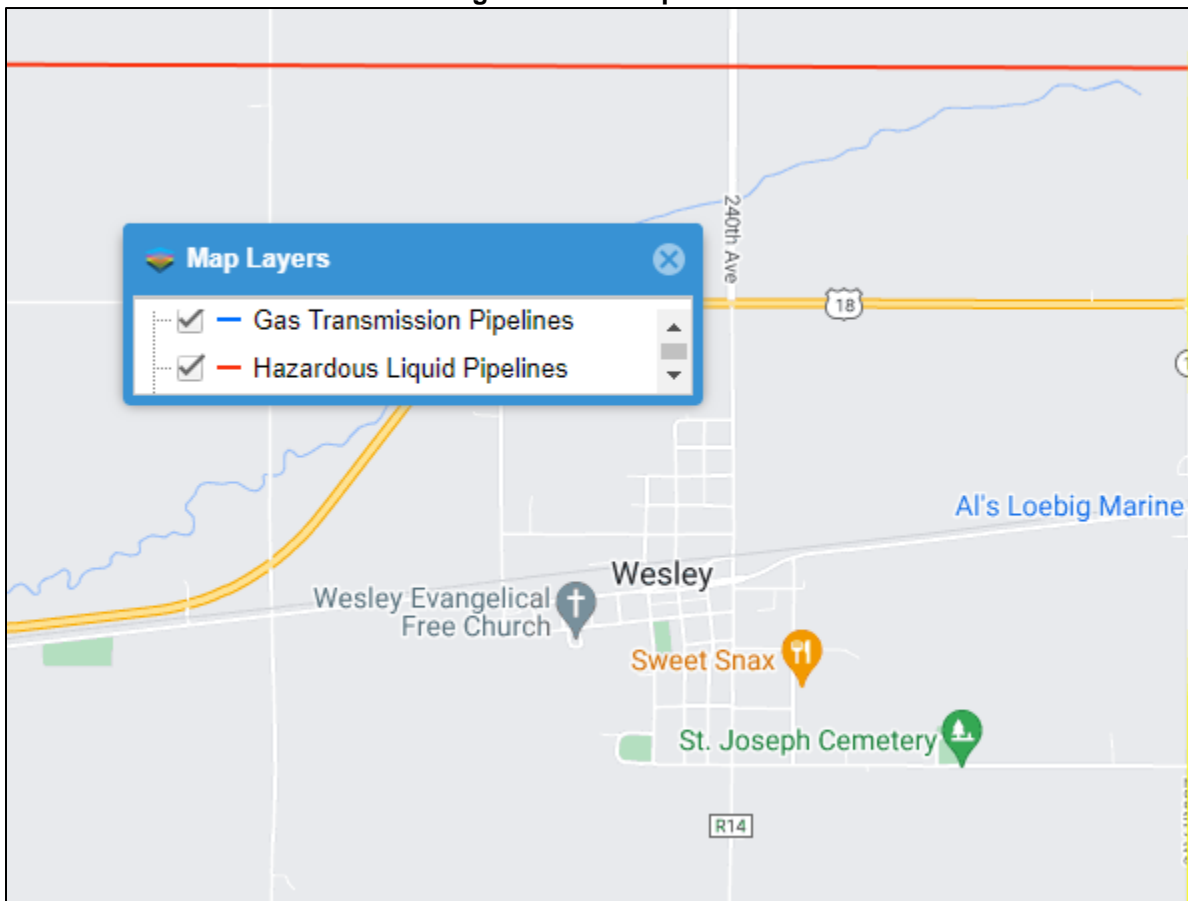 Map Layers
Gas Transmission Pipelines
Hazardous Liquid Pipelines
240th Ave
18
Al's Loebig Marine
Wesley
Wesley Evangelical
Free Church
Sweet Snax
St. Joseph Cemetery
R14